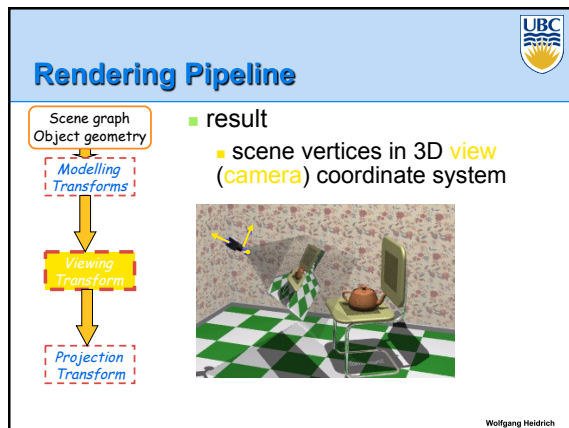 UBC
Rendering Pipeline
Scene graph
Object geometry
Modelling
Transforms
Viewing
Transform
Projection
Transform
result
scene vertices in 3D view
(camera) coordinate system
Wolfgang Heidrich